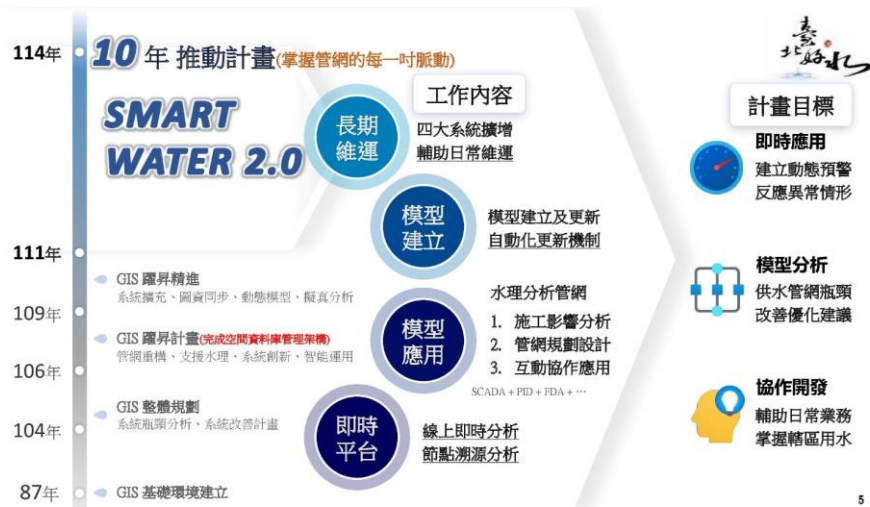 114年
10年 推動計畫(掌握管網的每一吋脈動)
SMART
WATER 2.0
111年
GIS 躍昇精進
系統擴充、圖資同步、動態模型、擬真分析
109年
GIS 躍昇計畫(完成空間資料庫管理架構)
管網重構、支援水理、系統創新、智能運用
106年
GIS 整體規劃
系統瓶頸分析、系統改善計畫
104年
87年
GIS 基礎環境建立
工作內容
長期
維運
四大系統擴增
輔助日常維運
模型
建立
模型建立及更新
自動化更新機制
模型
應用
水理分析管網
1. 施工影響分析
2. 管網規劃設計
3. 互動協作應用
SCADA + PID + FDA + …
即時
平台
線上即時分析
節點溯源分析
臺北好水
計畫目標
即時應用
建立動態預警
反應異常情形
模型分析
供水管網瓶頸
改善優化建議
協作開發
輔助日常業務
掌握轄區用水
5